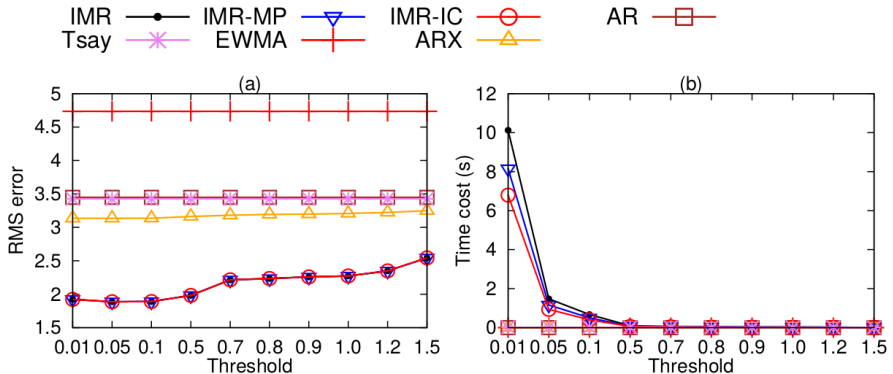 IMR IMR-MP IMR-IC AR
Tsay EWMA ARX
(a)
RMS error
5
4.5
4
3.5
3
2.5
2
1.5
0.01 0.05 0.1 0.5 0.7 0.8 0.9 1.0 1.2 1.5
Threshold
(b)
Time cost (s)
12
10
8
6
4
2
0
0.01 0.05 0.1 0.5 0.7 0.8 0.9 1.0 1.2 1.5
Threshold